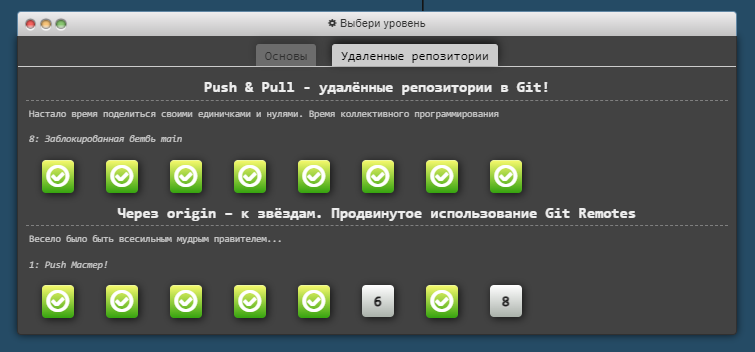 Выбери уровень
Основы
Удаленные репозитории
Push & Pull - удалённые репозитории в Git!
Настало время поделиться своими единичками и нулями. Время коллективного программирования
8: Заблокированная ветвь main
Через origin – к звёздам. Продвинутое использование Git Remotes
Весело было быть всесильным мудрым правителем...
1: Push Мастер!
6
8